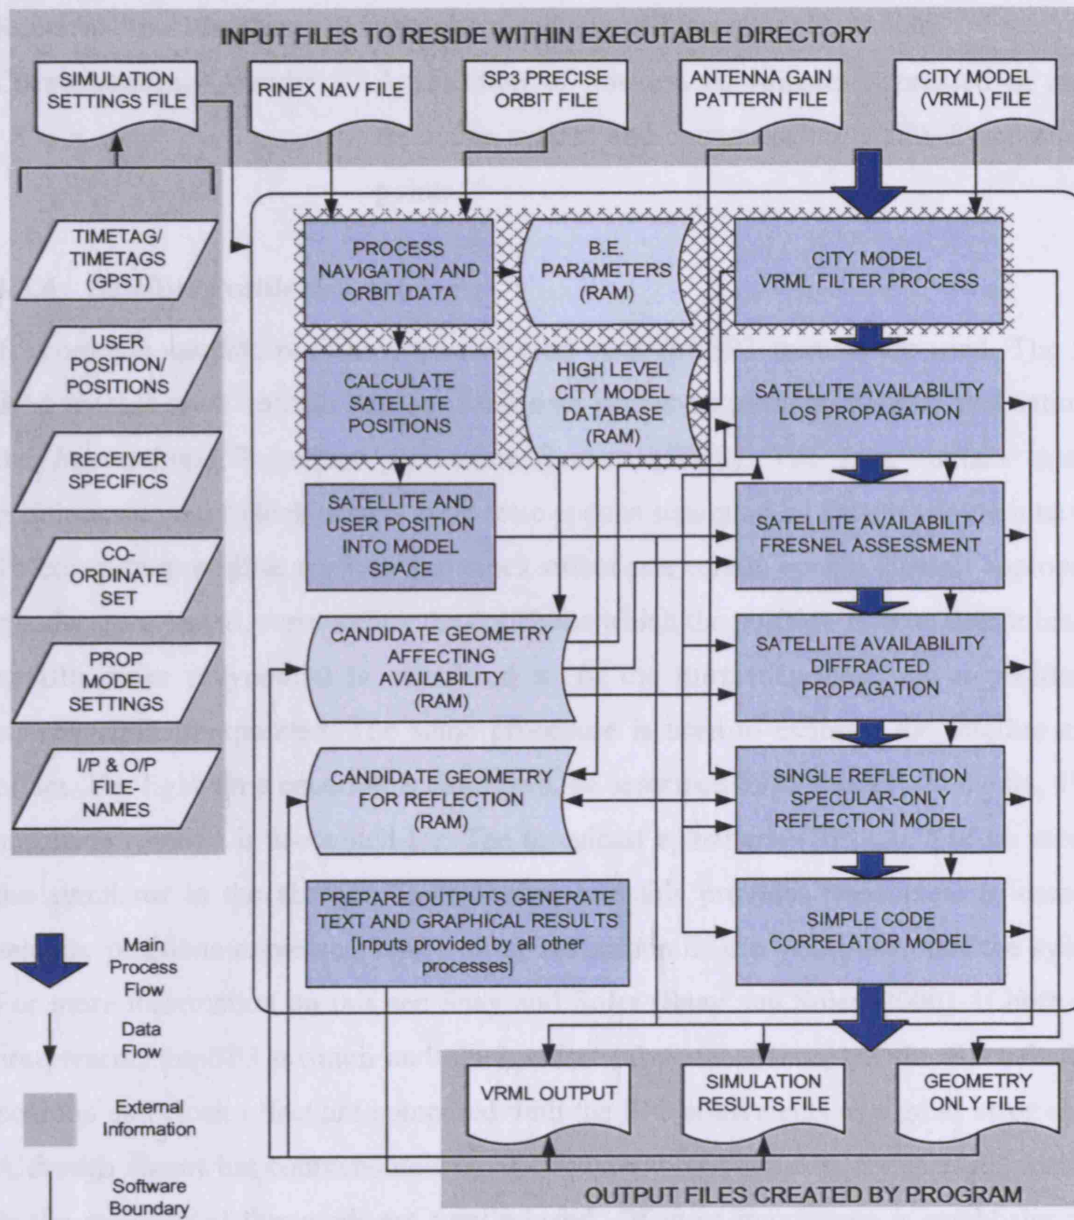 INPUT FILES TO RESIDE WITHIN EXECUTABLE DIRECTORY
SIMULATION
SETTINGS FILE
RINEX NAV FILE
SP3 PRECISE
ORBIT FILE
ANTENNA GAIN
PATTERN FILE
CITY MODEL
(VRML) FILE
TIMETAG/
TIMETAGS
(GPST)
USER
POSITION/
POSITIONS
RECEIVER
SPECIFICS
CO-
ORDINATE
SET
PROP
MODEL
SETTINGS
I/P & O/P
FILE
NAMES
PROCESS
NAVIGATION AND
ORBIT DATA
B.E.
PARAMETERS
(RAM)
CITY MODEL
VRML FILTER PROCESS
CALCULATE
SATELLITE
POSITIONS
HIGH LEVEL
CITY MODEL
DATABASE
(RAM)
SATELLITE AVAILABILITY
LOS PROPAGATION
SATELLITE AND
USER POSITION
INTO MODEL
SPACE
SATELLITE AVAILABILITY
FRESNEL ASSESSMENT
CANDIDATE GEOMETRY
AFFECTING
AVAILABILITY
(RAM)
SATELLITE AVAILABILITY
DIFFRACTED
PROPAGATION
CANDIDATE GEOMETRY
FOR REFLECTION
(RAM)
SINGLE REFLECTION
SPECULAR-ONLY
REFLECTION MODEL
PREPARE OUTPUTS GENERATE
TEXT AND GRAPHICAL RESULTS
[Inputs provided by all other
processes]
SIMPLE CODE
CORRELATOR MODEL
Main
Process
Flow
Data
Flow
External
Information
Software
Boundary
VRML OUTPUT
SIMULATION
RESULTS FILE
GEOMETRY
ONLY FILE
OUTPUT FILES CREATED BY PROGRAM